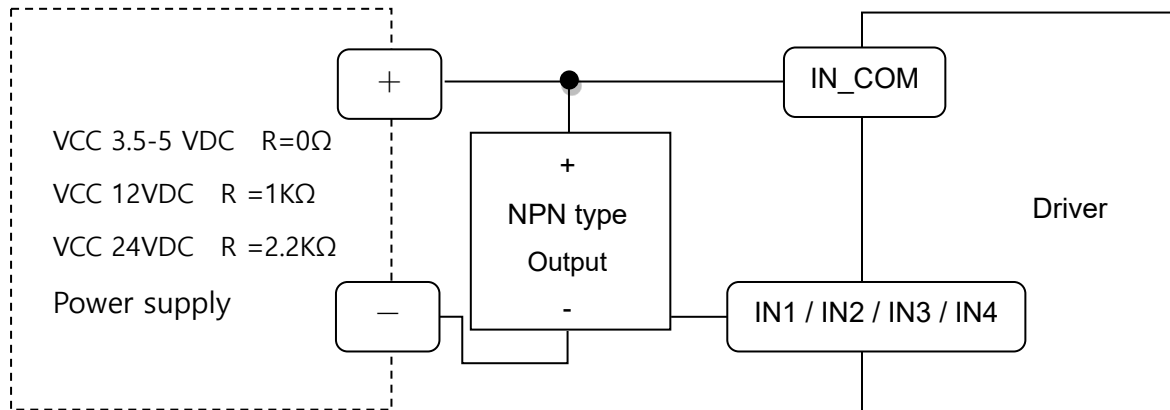 +
IN_COM
VCC 3.5-5 VDC R=0Ω
VCC 12VDC R =1KΩ
VCC 24VDC R =2.2KΩ
Power supply
+
NPN type
Output
-
Driver
−
IN1 / IN2 / IN3 / IN4